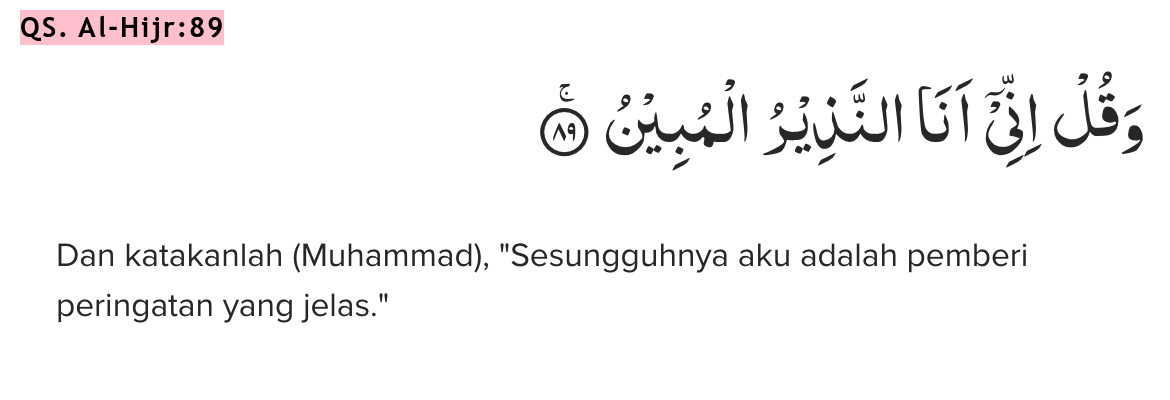 QS. Al-Hijr:89
وَقُلْ اِنِّيْٓ اَنَا۠ النَّذِيْرُ الْمُبِيْنُۚ ٨٩
Dan katakanlah (Muhammad), "Sesungguhnya aku adalah pemberi
peringatan yang jelas."